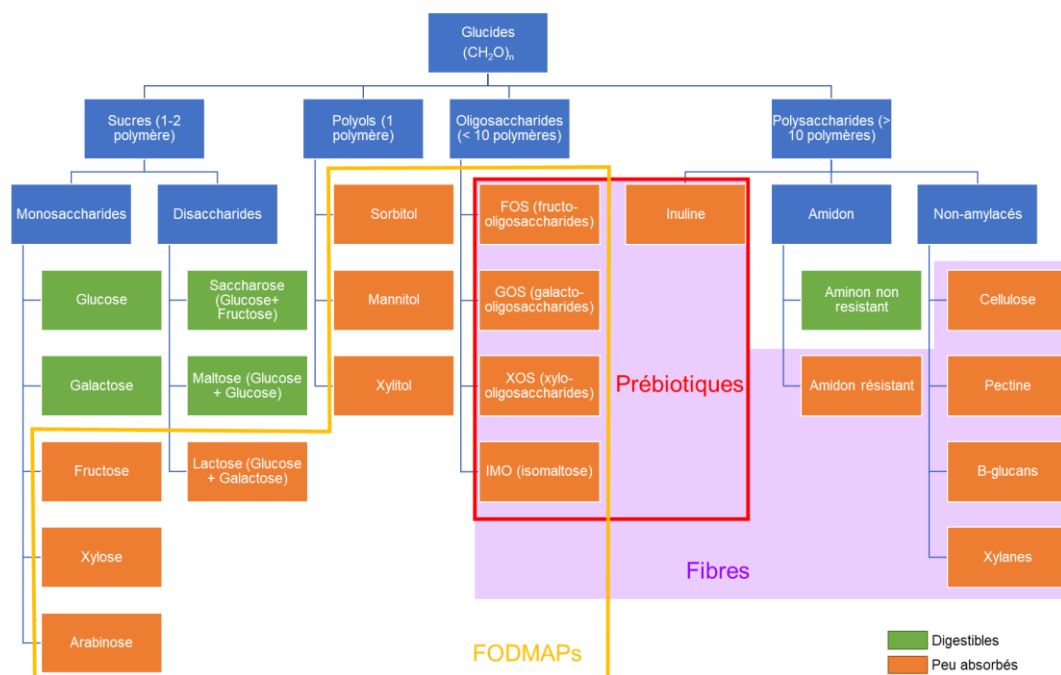 Glucides
(CH₂O)ₙ
Sucres (1-2
polymère)
Polyols (1
polymère)
Oligosaccharides
(< 10 polymères)
Polysaccharides (>
10 polymères)
Monosaccharides
Disaccharides
Sorbitol
FOS (fructo-
oligosaccharides)
Inuline
Amidon
Non-amylacés
Glucose
Saccharose
(Glucose+
Fructose)
Mannitol
GOS (galacto-
oligosaccharides)
Aminon non
resistant
Cellulose
Galactose
Maltose (Glucose
+ Glucose)
Xylitol
XOS (xylo-
oligosaccharides)
Prébiotiques
Amidon résistant
Pectine
Fructose
Lactose (Glucose
+ Galactose)
IMO (isomaltose)
B-glucans
Xylose
Fibres
Xylanes
Arabinose
FODMAPs
Digestibles
Peu absorbés